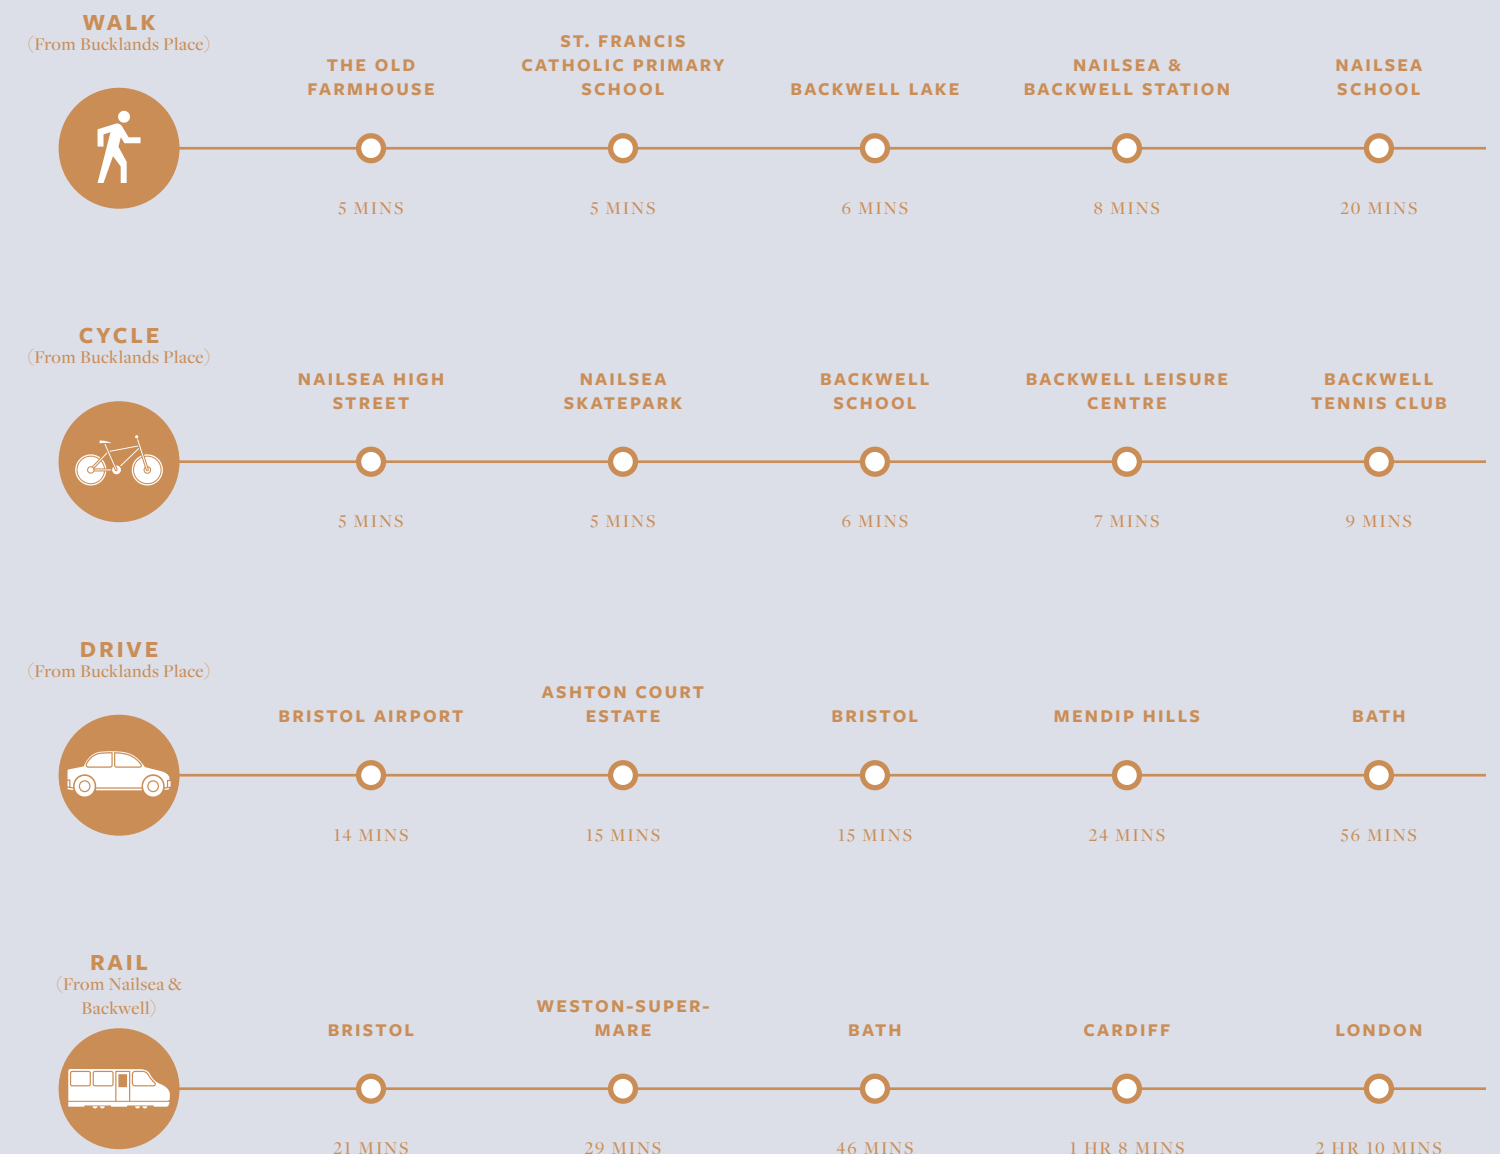 WALK
(From Bucklands Place)
THE OLD
FARMHOUSE
ST. FRANCIS
CATHOLIC PRIMARY
SCHOOL
BACKWELL LAKE
NAILSEA &
BACKWELL STATION
NAILSEA
SCHOOL
5 MINS
5 MINS
6 MINS
8 MINS
20 MINS
CYCLE
(From Bucklands Place)
NAILSEA HIGH
STREET
NAILSEA
SKATEPARK
BACKWELL
SCHOOL
BACKWELL LEISURE
CENTRE
BACKWELL
TENNIS CLUB
5 MINS
5 MINS
6 MINS
7 MINS
9 MINS
DRIVE
(From Bucklands Place)
BRISTOL AIRPORT
ASHTON COURT
ESTATE
BRISTOL
MENDIP HILLS
BATH
14 MINS
15 MINS
15 MINS
24 MINS
56 MINS
RAIL
(From Nailsea &
Backwell)
BRISTOL
WESTON-SUPER-
MARE
BATH
CARDIFF
LONDON
21 MINS
29 MINS
46 MINS
1 HR 8 MINS
2 HR 10 MINS